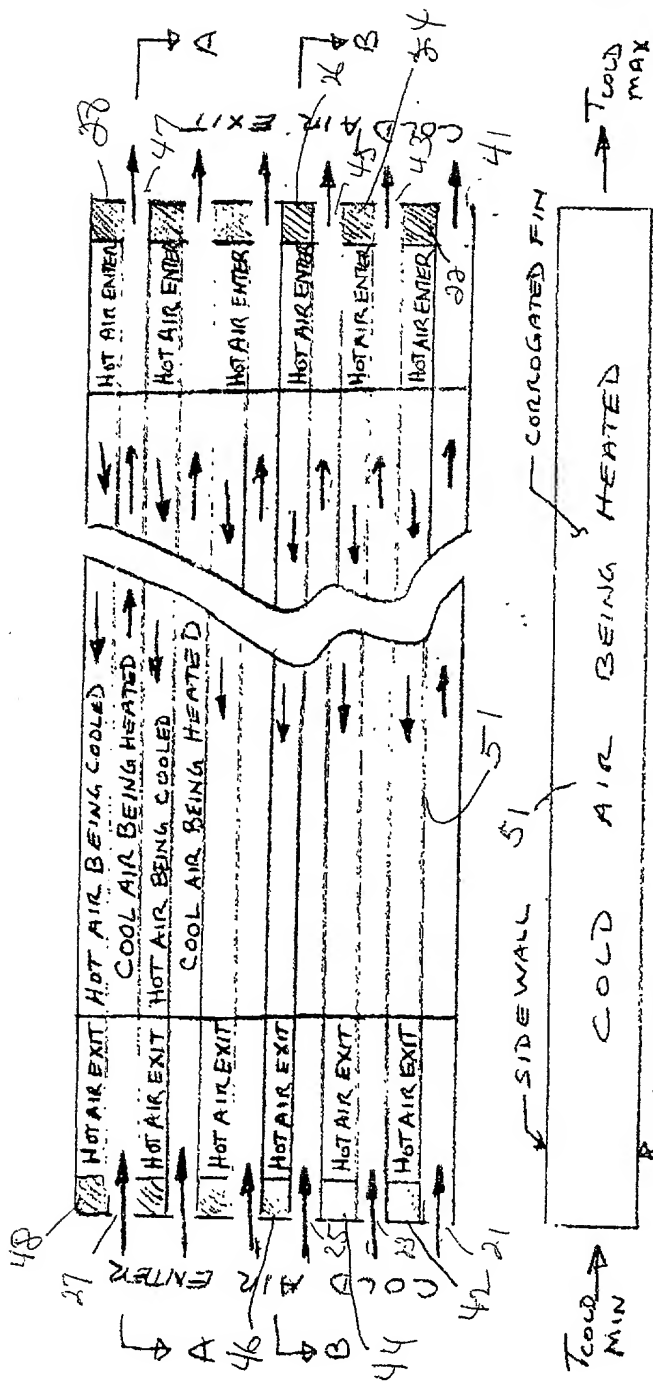 48
27
COLD AIR ENTER
A
A
46
B
B
25
44
23
42
21
HOT AIR EXIT
HOT AIR EXIT
HOT AIR EXIT
HOT AIR EXIT
HOT AIR EXIT
HOT AIR EXIT
HOT AIR BEING COOLED
COOL AIR BEING HEATED
HOT AIR BEING COOLED
COOL AIR BEING HEATED
51
HOT AIR ENTER
HOT AIR ENTER
HOT AIR ENTER
HOT AIR ENTER
HOT AIR ENTER
HOT AIR ENTER
28
47
A
COLD AIR EXIT
B
26
45
43
22
41
SIDEWALL
51
CORROGATED FIN
TCOLD MIN
COLD AIR BEING HEATED
TCOLD MAX